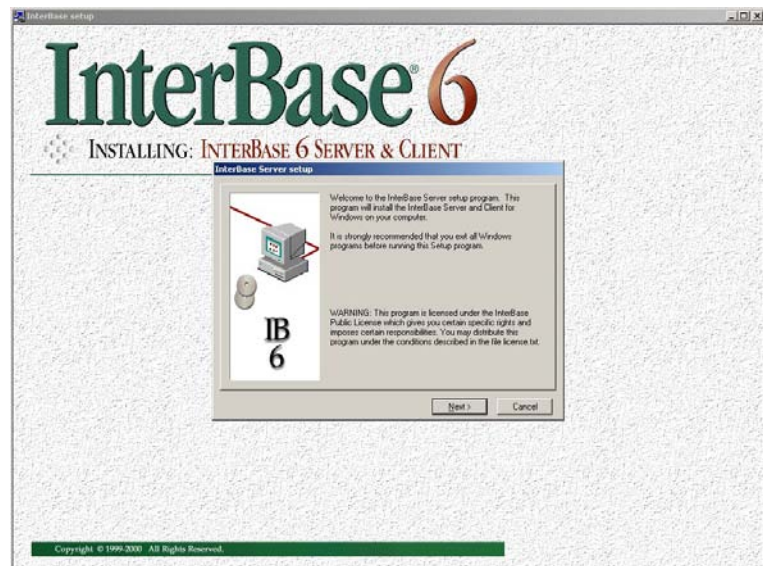 InterBase setup
InterBase® 6
INSTALLING: INTERBASE 6 SERVER & CLIENT
InterBase Server setup
Welcome to the InterBase Server setup program. This
program will install the InterBase Server and Client for
Windows on your computer.
It is strongly recommended that you exit all Windows
programs before running this Setup program.
WARNING: This program is licensed under the InterBase
Public License which gives you certain specific rights and
imposes certain responsibilities. You may distribute this
program under the conditions described in the file license.txt.
IB
6
Next >
Cancel
Copyright © 1999-2000 All Rights Reserved.